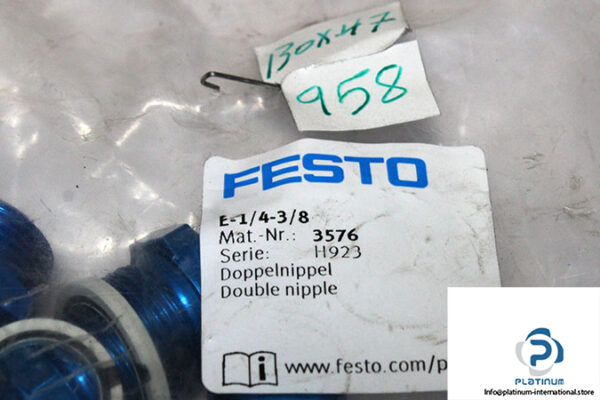 130x47
958
FESTO
E-1/4-3/8
Mat.-Nr.: 3576
Serie: H923
Doppelnippel
Double nipple
i www.festo.com/p
PLATINUM
Info@platinum-international.store